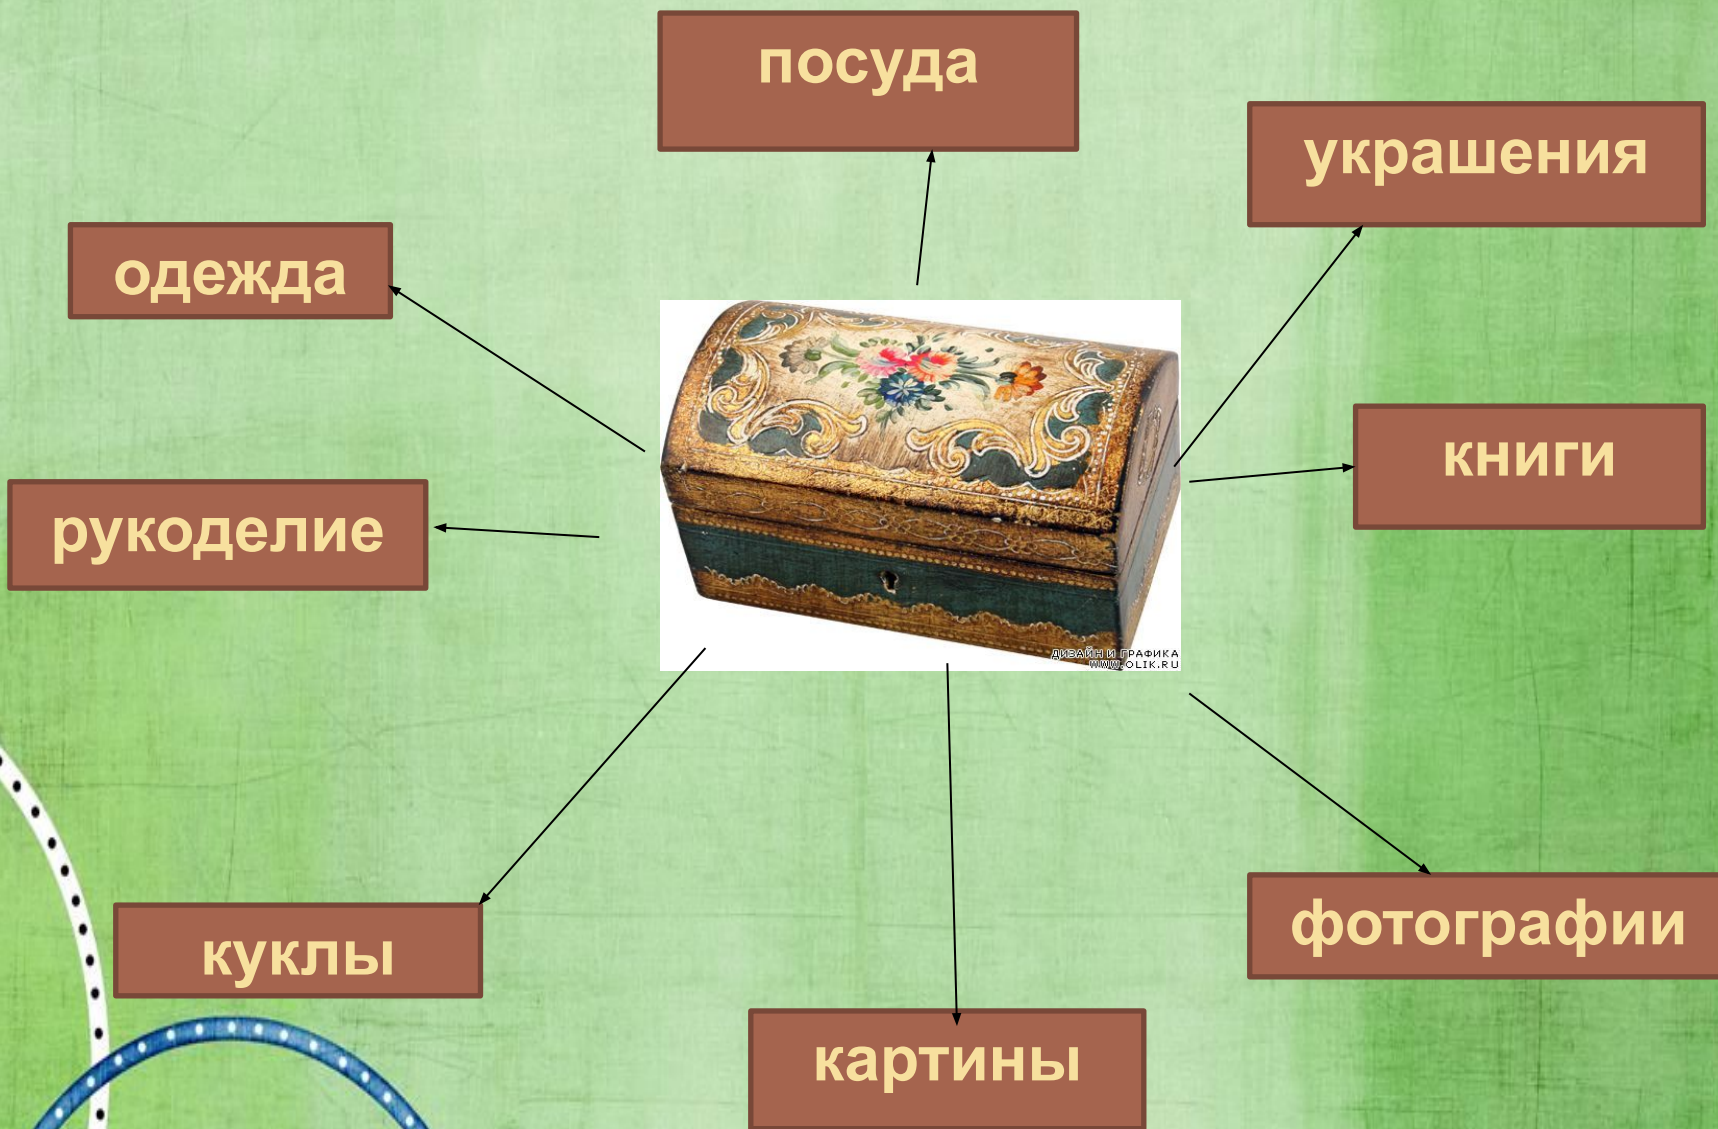 посуда
украшения
одежда
книги
рукоделие
ДИЗАЙН И ГРАФИКА
WWW.OLIK.RU
фотографии
куклы
картины